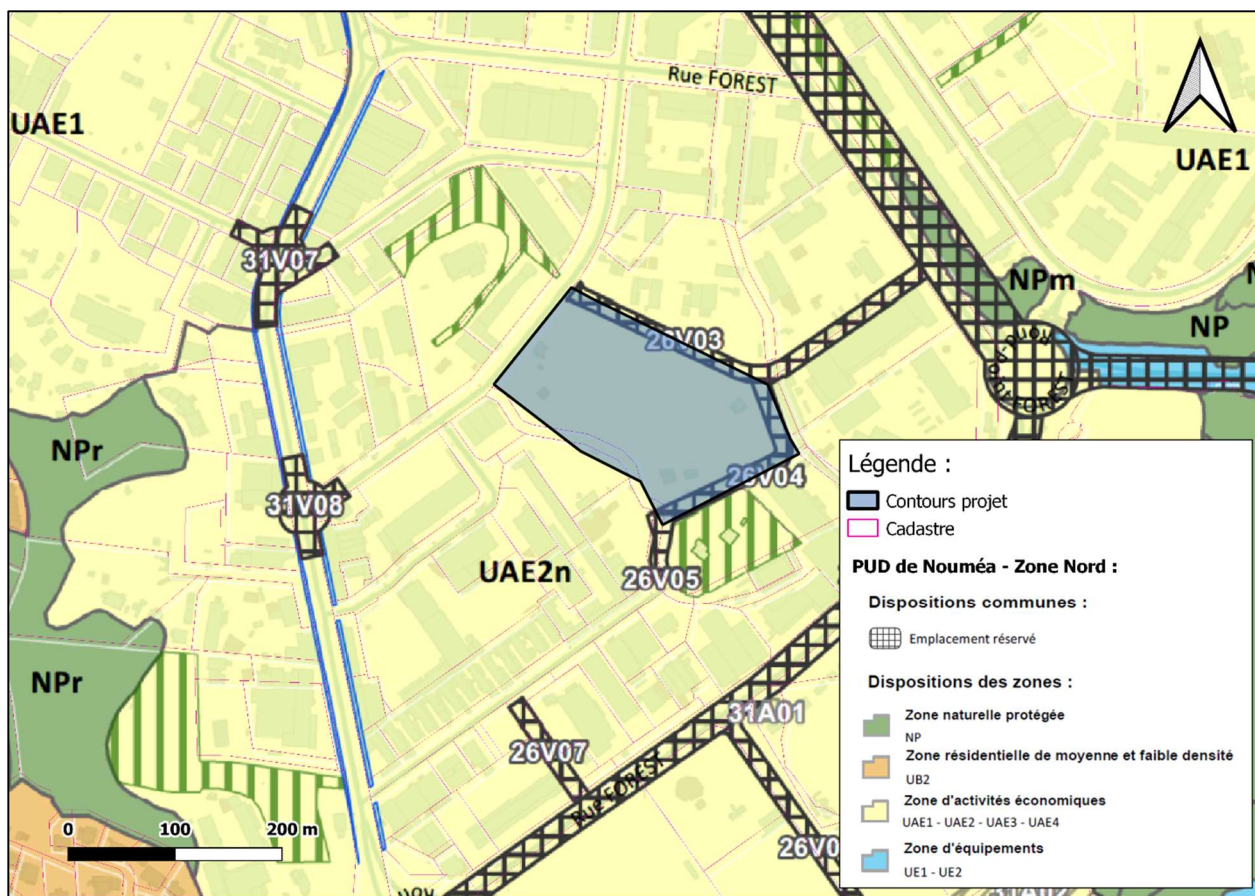 Rue FOREST
UAE1
UAE1
31V07
NPm
NP
26V03
NPr
26V04
31V08
UAE2n
26V05
NPr
31A01
26V07
Rue FOREST
0 100 200 m
Légende :
Contours projet
Cadastre
PUD de Nouméa - Zone Nord :
Dispositions communes :
Emplacement réservé
Dispositions des zones :
Zone naturelle protégée
NP
Zone résidentielle de moyenne et faible densité
UB2
Zone d'activités économiques
UAE1 - UAE2 - UAE3 - UAE4
Zone d'équipements
UE1 - UE2